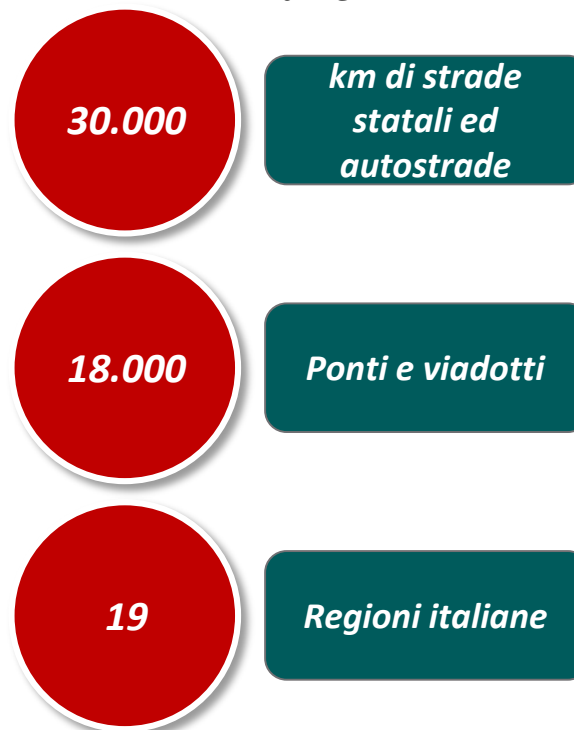 30.000
km di strade
statali ed
autostrade
18.000
Ponti e viadotti
19
Regioni italiane